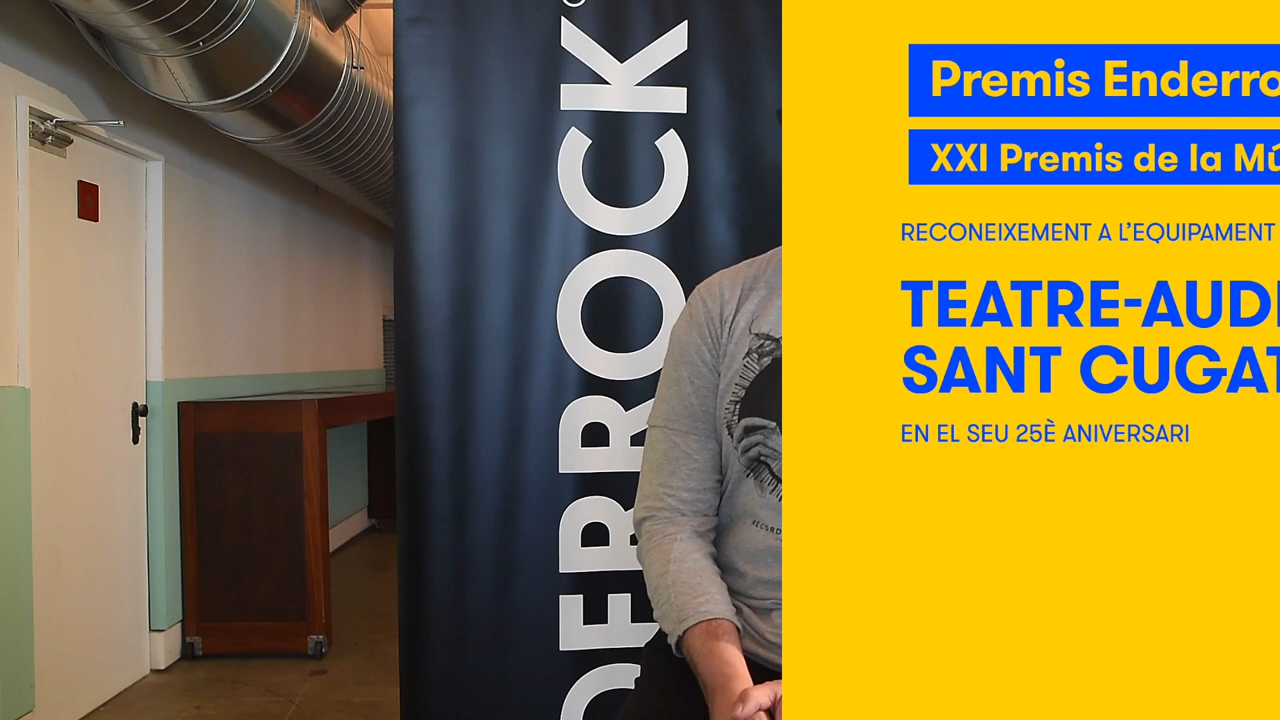 DERROCK
Premis Enderro
XXI Premis de la Mú
RECONEIXEMENT A L'EQUIPAMENT
TEATRE-AUDI
SANT CUGAT
EN EL SEU 25È ANIVERSARI